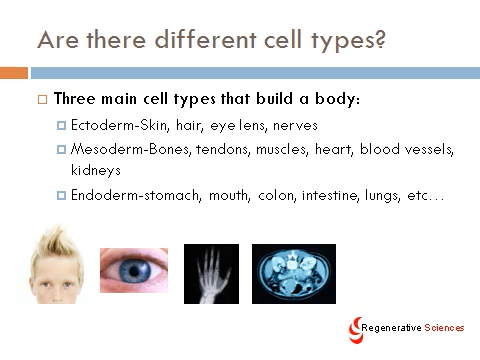 Are there different cell types?
Three main cell types that build a body:
Ectoderm-Skin, hair, eye lens, nerves
Mesoderm-Bones, tendons, muscles, heart, blood vessels,
kidneys
Endoderm-stomach, mouth, colon, intestine, lungs, etc…
Regenerative Sciences